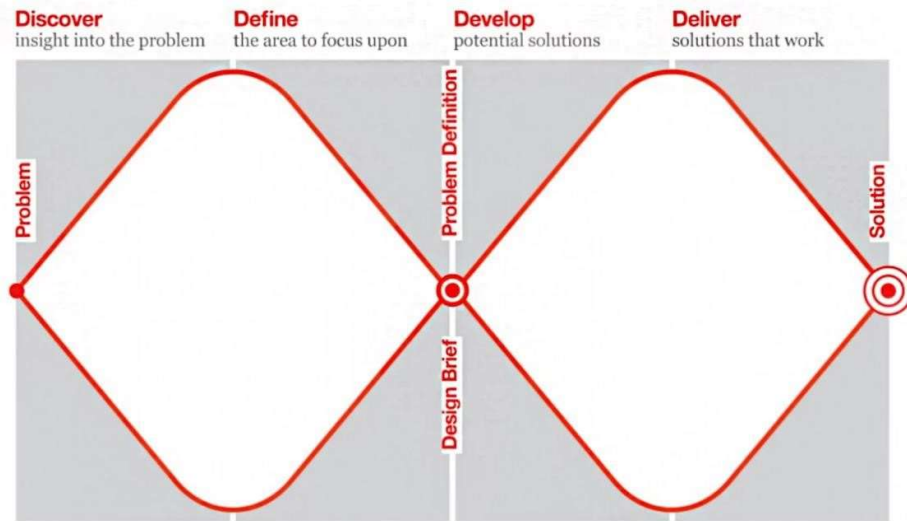 Discover
insight into the problem
Define
the area to focus upon
Develop
potential solutions
Deliver
solutions that work
Problem
Problem Definition
Design Brief
Solution